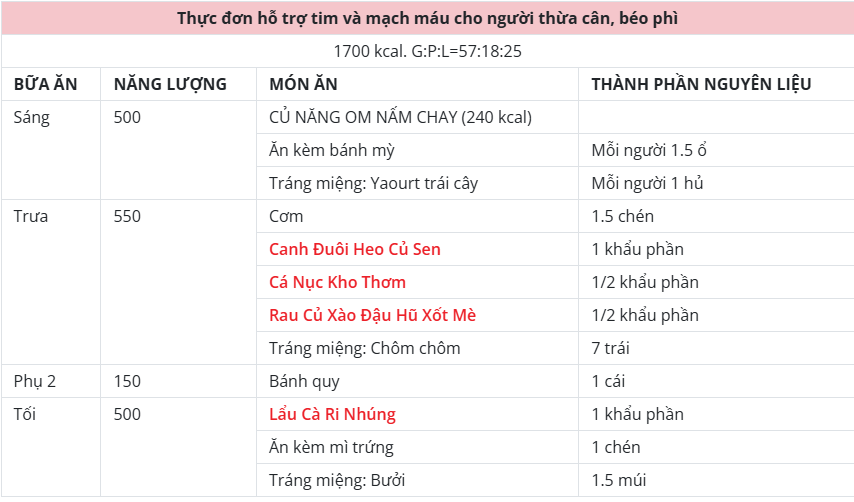 Thực đơn hỗ trợ tim và mạch máu cho người thừa cân, béo phì
1700 kcal. G:P:L=57:18:25
BỮA ĂN NĂNG LƯỢNG MÓN ĂN THÀNH PHẦN NGUYÊN LIỆU
Sáng 500 CỦ NĂNG OM NẤM CHAY (240 kcal)
Ăn kèm bánh mỳ Mỗi người 1.5 ổ
Tráng miệng: Yaourt trái cây Mỗi người 1 hủ
Trưa 550 Cơm 1.5 chén
Canh Đuôi Heo Củ Sen 1 khẩu phần
Cá Nục Kho Thơm 1/2 khẩu phần
Rau Củ Xào Đậu Hũ Xốt Mè 1/2 khẩu phần
Tráng miệng: Chôm chôm 7 trái
Phụ 2 150 Bánh quy 1 cái
Tối 500 Lẩu Cà Ri Nhúng 1 khẩu phần
Ăn kèm mì trứng 1 chén
Tráng miệng: Bưởi 1.5 múi